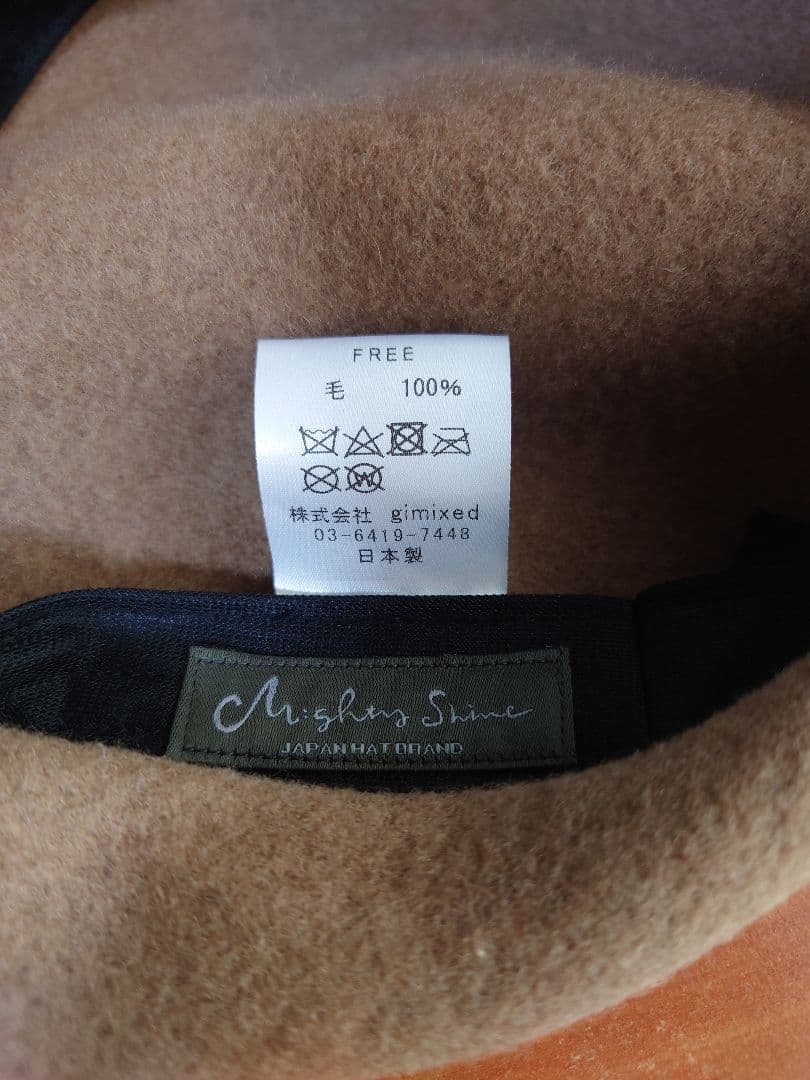 FREE
毛 100%
株式会社 gimixed
03-6419-7448
日本製
Mighty Shine
JAPAN HAT BRAND